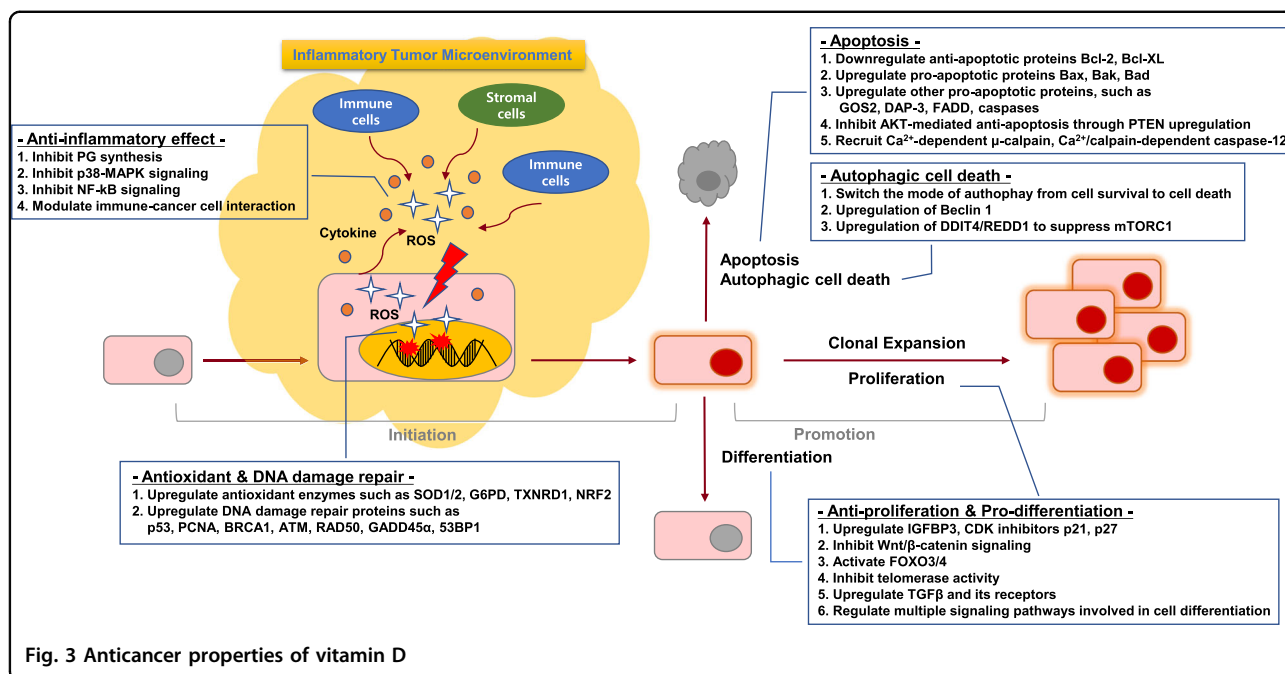 Inflammatory Tumor Microenvironment
Immune
cells
Stromal
cells
Immune
cells
- Anti-inflammatory effect -
1. Inhibit PG synthesis
2. Inhibit p38-MAPK signaling
3. Inhibit NF-kB signaling
4. Modulate immune-cancer cell interaction
Cytokine
ROS
ROS
Initiation
- Antioxidant & DNA damage repair -
1. Upregulate antioxidant enzymes such as SOD1/2, G6PD, TXNRD1, NRF2
2. Upregulate DNA damage repair proteins such as
p53, PCNA, BRCA1, ATM, RAD50, GADD45α, 53BP1
- Apoptosis -
1. Downregulate anti-apoptotic proteins Bcl-2, Bcl-XL
2. Upregulate pro-apoptotic proteins Bax, Bak, Bad
3. Upregulate other pro-apoptotic proteins, such as
GOS2, DAP-3, FADD, caspases
4. Inhibit AKT-mediated anti-apoptosis through PTEN upregulation
5. Recruit Ca²⁺-dependent μ-calpain, Ca²⁺/calpain-dependent caspase-12
- Autophagic cell death -
1. Switch the mode of authophay from cell survival to cell death
2. Upregulation of Beclin 1
3. Upregulation of DDIT4/REDD1 to suppress mTORC1
Apoptosis
Autophagic cell death
Clonal Expansion
Proliferation
Promotion
Differentiation
- Anti-proliferation & Pro-differentiation -
1. Upregulate IGFBP3, CDK inhibitors p21, p27
2. Inhibit Wnt/β-catenin signaling
3. Activate FOXO3/4
4. Inhibit telomerase activity
5. Upregulate TGFβ and its receptors
6. Regulate multiple signaling pathways involved in cell differentiation
Fig. 3 Anticancer properties of vitamin D